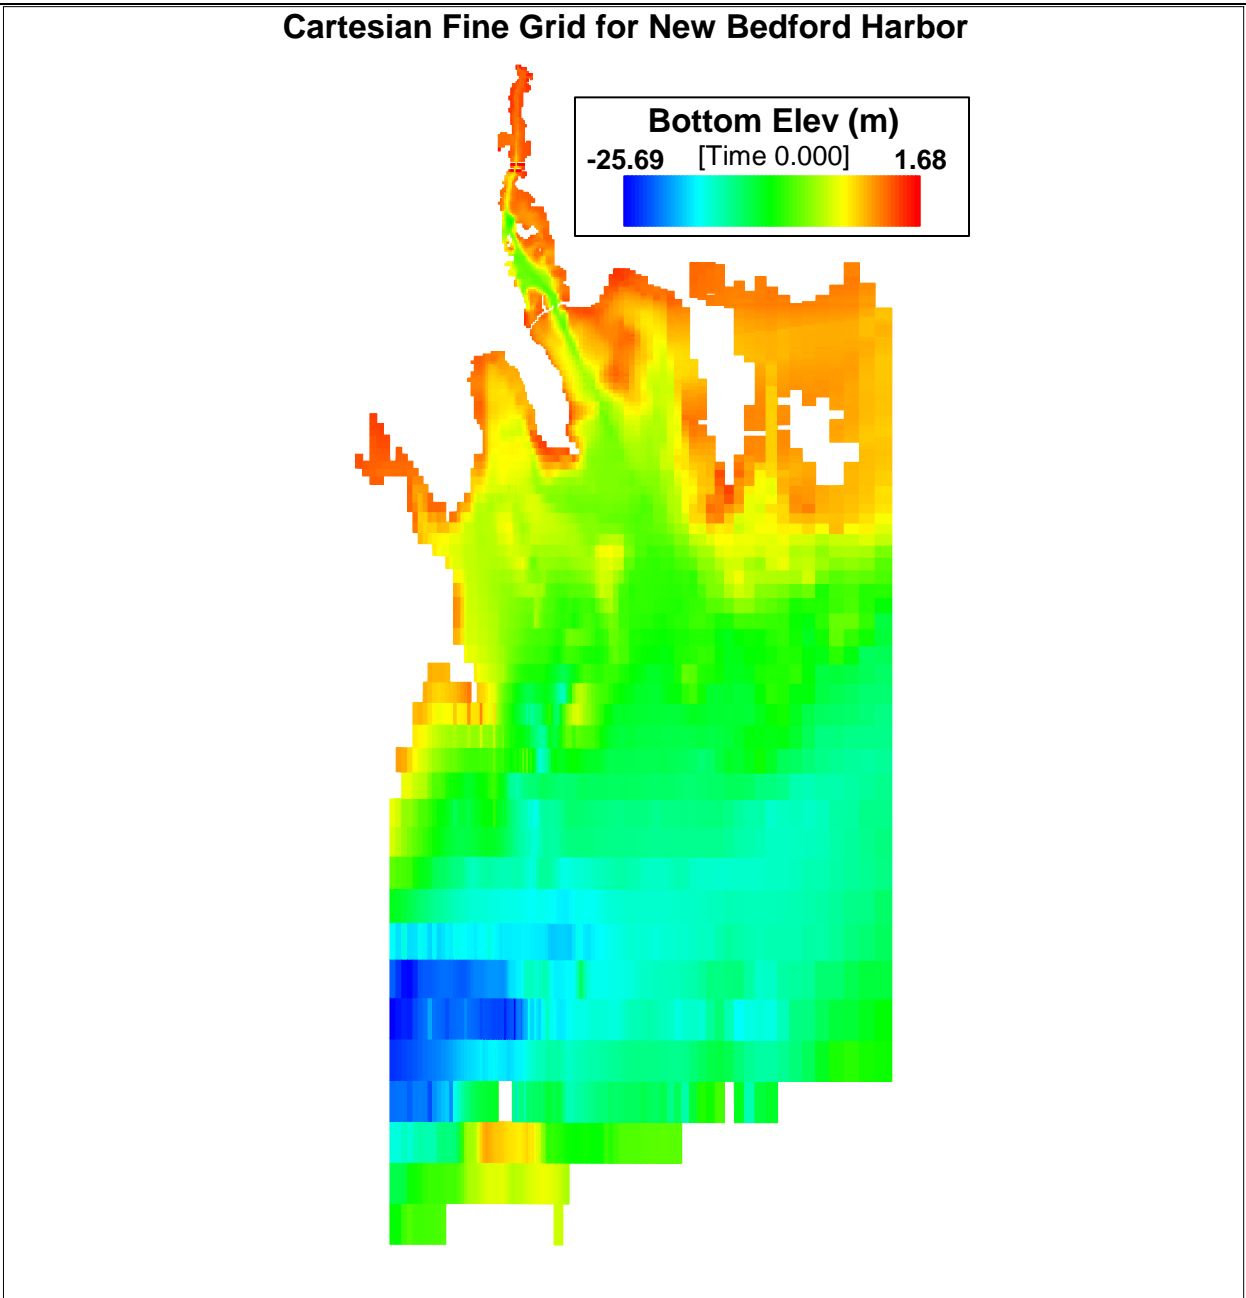 Cartesian Fine Grid for New Bedford Harbor
Bottom Elev (m)
-25.69 [Time 0.000] 1.68